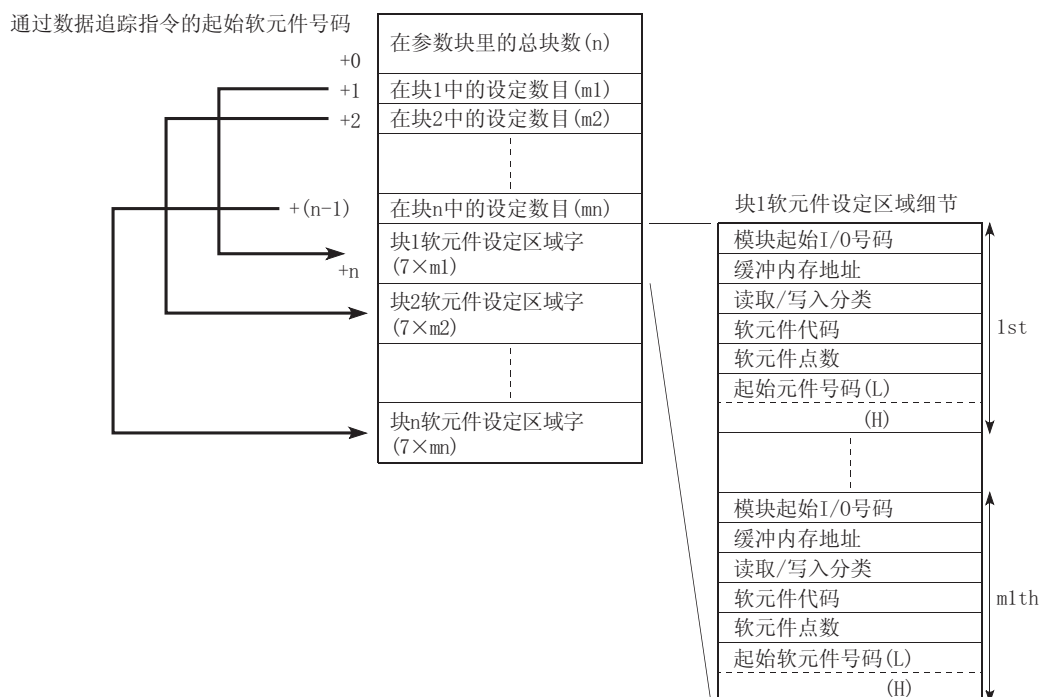 通过数据追踪指令的起始软元件号码
+0
在参数块里的总块数(n)
+1
在块1中的设定数目(m1)
+2
在块2中的设定数目(m2)
+(n-1)
在块n中的设定数目(mn)
+n
块1软元件设定区域字
(7×m1)
块2软元件设定区域字
(7×m2)
块n软元件设定区域字
(7×mn)
块1软元件设定区域细节
模块起始I/O号码
缓冲内存地址
读取/写入分类
软元件代码
软元件点数
起始元件号码(L)
(H)
1st
模块起始I/O号码
缓冲内存地址
读取/写入分类
软元件代码
软元件点数
起始软元件号码(L)
(H)
m1th